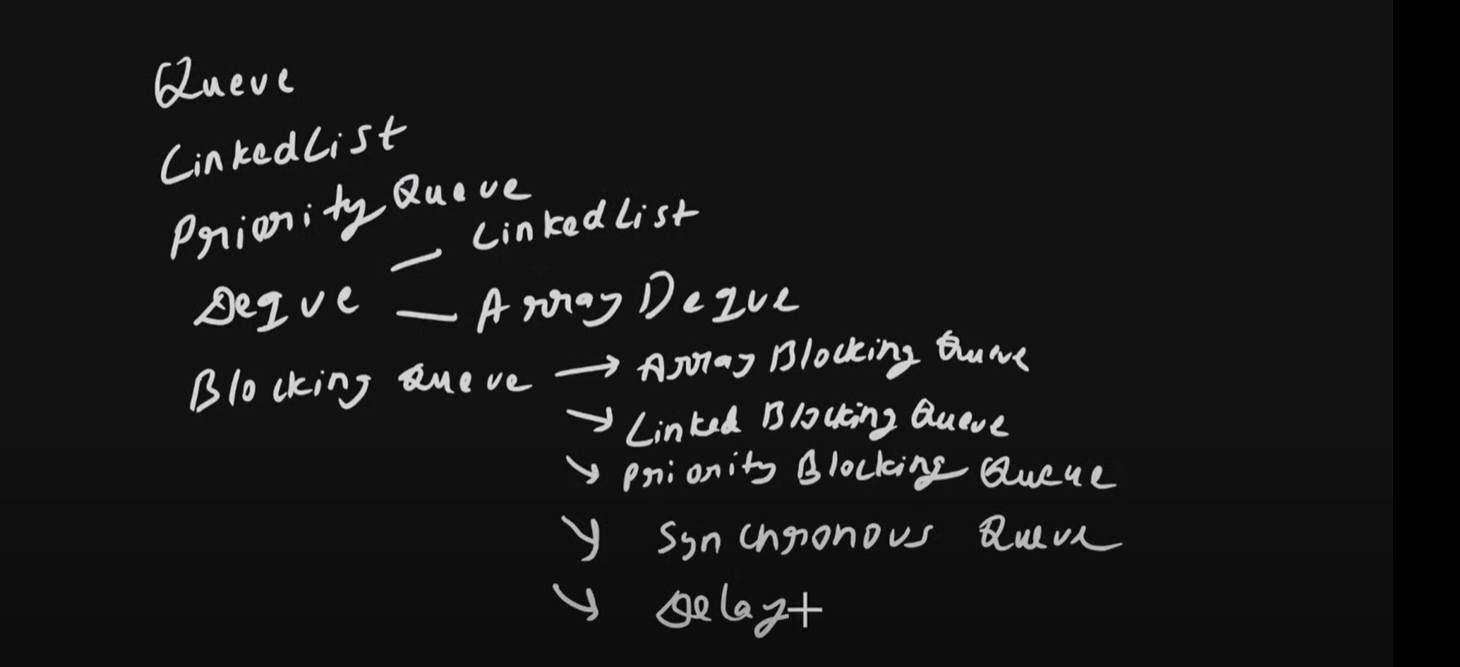 Queue
LinkedList
PriorityQueue
Deque — LinkedList
— ArrayDeque
Blocking Queue → Array Blocking Queue
→ Linked Blocking Queue
→ Priority Blocking Queue
→ Synchronous Queue
→ Delay